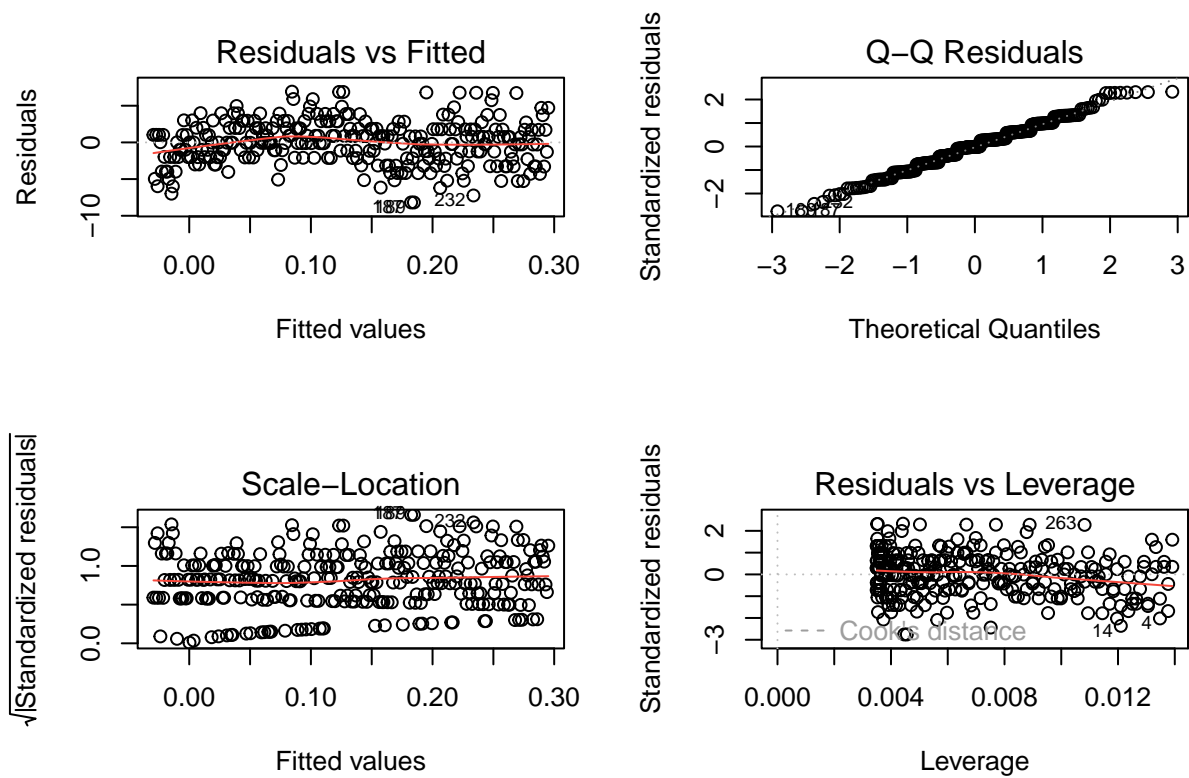 Residuals vs Fitted
Residuals
−10 0
187
232
0.00 0.10 0.20 0.30
Fitted values
Q−Q Residuals
Standardized residuals
−2 0 2
−3 −2 −1 0 1 2 3
Theoretical Quantiles
Scale−Location
√|Standardized residuals|
0.0 1.0
187
232
0.00 0.10 0.20 0.30
Fitted values
Residuals vs Leverage
Standardized residuals
−3 0 2
263
14
4
Cook's distance
0.000 0.004 0.008 0.012
Leverage